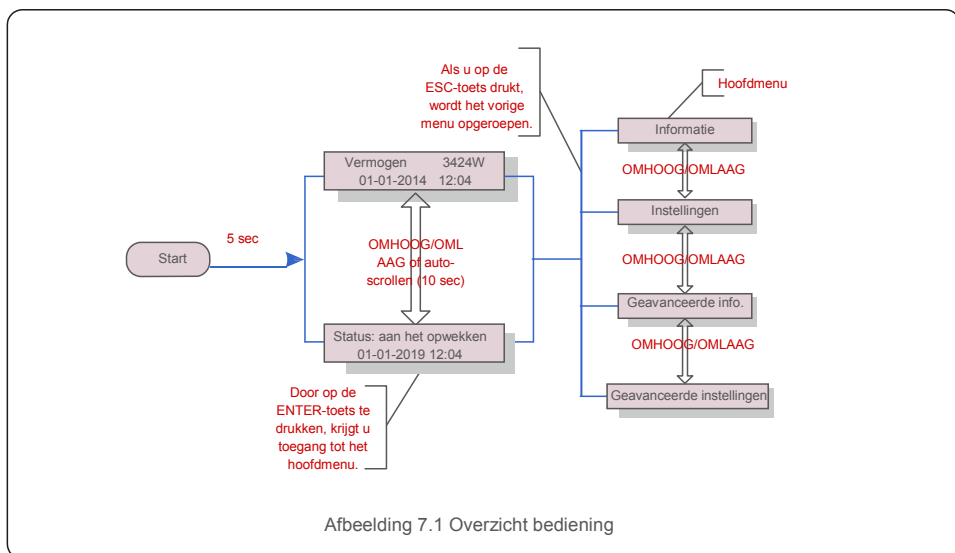 Als u op de
ESC-toets drukt,
wordt het vorige
menu opgeroepen.
Hoofdmenu
Informatie
OMHOOG/OMLAAG
Instellingen
OMHOOG/OMLAAG
Geavanceerde info.
OMHOOG/OMLAAG
Geavanceerde instellingen
Vermogen 3424W
01-01-2014 12:04
5 sec
Start
OMHOOG/OML
AAG of auto-
scrollen (10 sec)
Status: aan het opwekken
01-01-2019 12:04
Door op de
ENTER-toets te
drukken, krijgt u
toegang tot het
hoofdmenu.
Afbeelding 7.1 Overzicht bediening